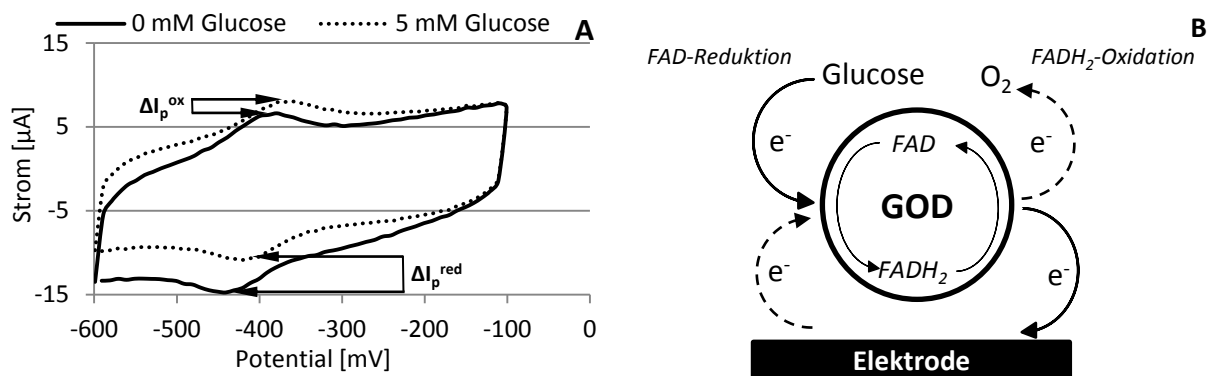 0 mM Glucose 5 mM Glucose
A
15
5
-5
-15
Strom [µA]
ΔIₚᵒˣ
ΔIₚʳᵉᵈ
-600 -500 -400 -300 -200 -100 0
Potential [mV]
B
FAD-Reduktion
FADH₂-Oxidation
Glucose
O₂
e⁻
e⁻
FAD
GOD
FADH₂
e⁻
e⁻
Elektrode